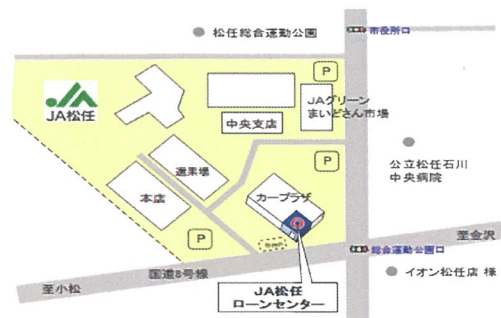 松任総合運動公園
市役所口
P
JA松任
中央支店
JAグリーン
まいどさん市場
選果場
P
公立松任石川
中央病院
本店
カープラザ
P
至金沢
総合運動公園口
イオン松任店 様
国道8号線
至小松
JA松任
ローンセンター